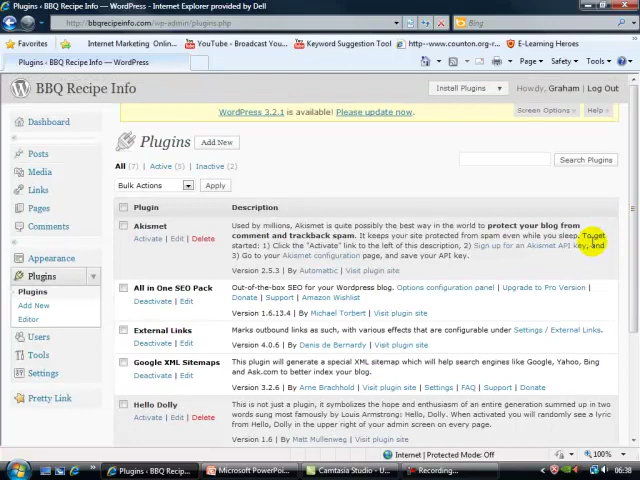 Plugins ‹ BBQ Recipe Info — WordPress - Internet Explorer provided by Dell
http://bbqrecipeinfo.com/wp-admin/plugins.php
Bing
Favorites
Internet Marketing Online
YouTube - Broadcast You...
Keyword Suggestion Tool
http--www.counton.org-r...
E-Learning Heroes
Plugins ‹ BBQ Recipe Info — WordPress
Page
Safety
Tools
BBQ Recipe Info
Install Plugins
Howdy, Graham | Log Out
WordPress 3.2.1 is available! Please update now.
Screen Options
Help
Dashboard
Posts
Media
Links
Pages
Comments
Appearance
Plugins
Plugins
Add New
Editor
Users
Tools
Settings
Pretty Link
Plugins
Add New
All (7) | Active (5) | Inactive (2)
Search Plugins
Bulk Actions
Apply
Plugin
Description
Akismet
Activate | Edit | Delete
Used by millions, Akismet is quite possibly the best way in the world to protect your blog from
comment and trackback spam. It keeps your site protected from spam even while you sleep. To get
started: 1) Click the "Activate" link to the left of this description, 2) Sign up for an Akismet API key, and
3) Go to your Akismet configuration page, and save your API key.
Version 2.5.3 | By Automattic | Visit plugin site
All in One SEO Pack
Deactivate | Edit
Out-of-the-box SEO for your WordPress blog. Options configuration panel | Upgrade to Pro Version |
Donate | Support | Amazon Wishlist
Version 1.6.13.4 | By Michael Torbert | Visit plugin site
External Links
Deactivate | Edit
Marks outbound links as such, with various effects that are configurable under Settings / External Links.
Version 4.0.6 | By Denis de Bernardy | Visit plugin site
Google XML Sitemaps
Deactivate | Edit
This plugin will generate a special XML sitemap which will help search engines like Google, Yahoo, Bing
and Ask.com to better index your blog.
Version 3.2.6 | By Arne Brachhold | Visit plugin site | Settings | FAQ | Support | Donate
Hello Dolly
Activate | Edit | Delete
This is not just a plugin, it symbolizes the hope and enthusiasm of an entire generation summed up in two
words sung most famously by Louis Armstrong: Hello, Dolly. When activated you will randomly see a lyric
from Hello, Dolly in the upper right of your admin screen on every page.
Version 1.6 | By Matt Mullenweg | Visit plugin site
Internet | Protected Mode: Off
100%
Plugins ‹ BBQ Recip...
Microsoft PowerPo...
Camtasia Studio - ...
Recording...
06:38